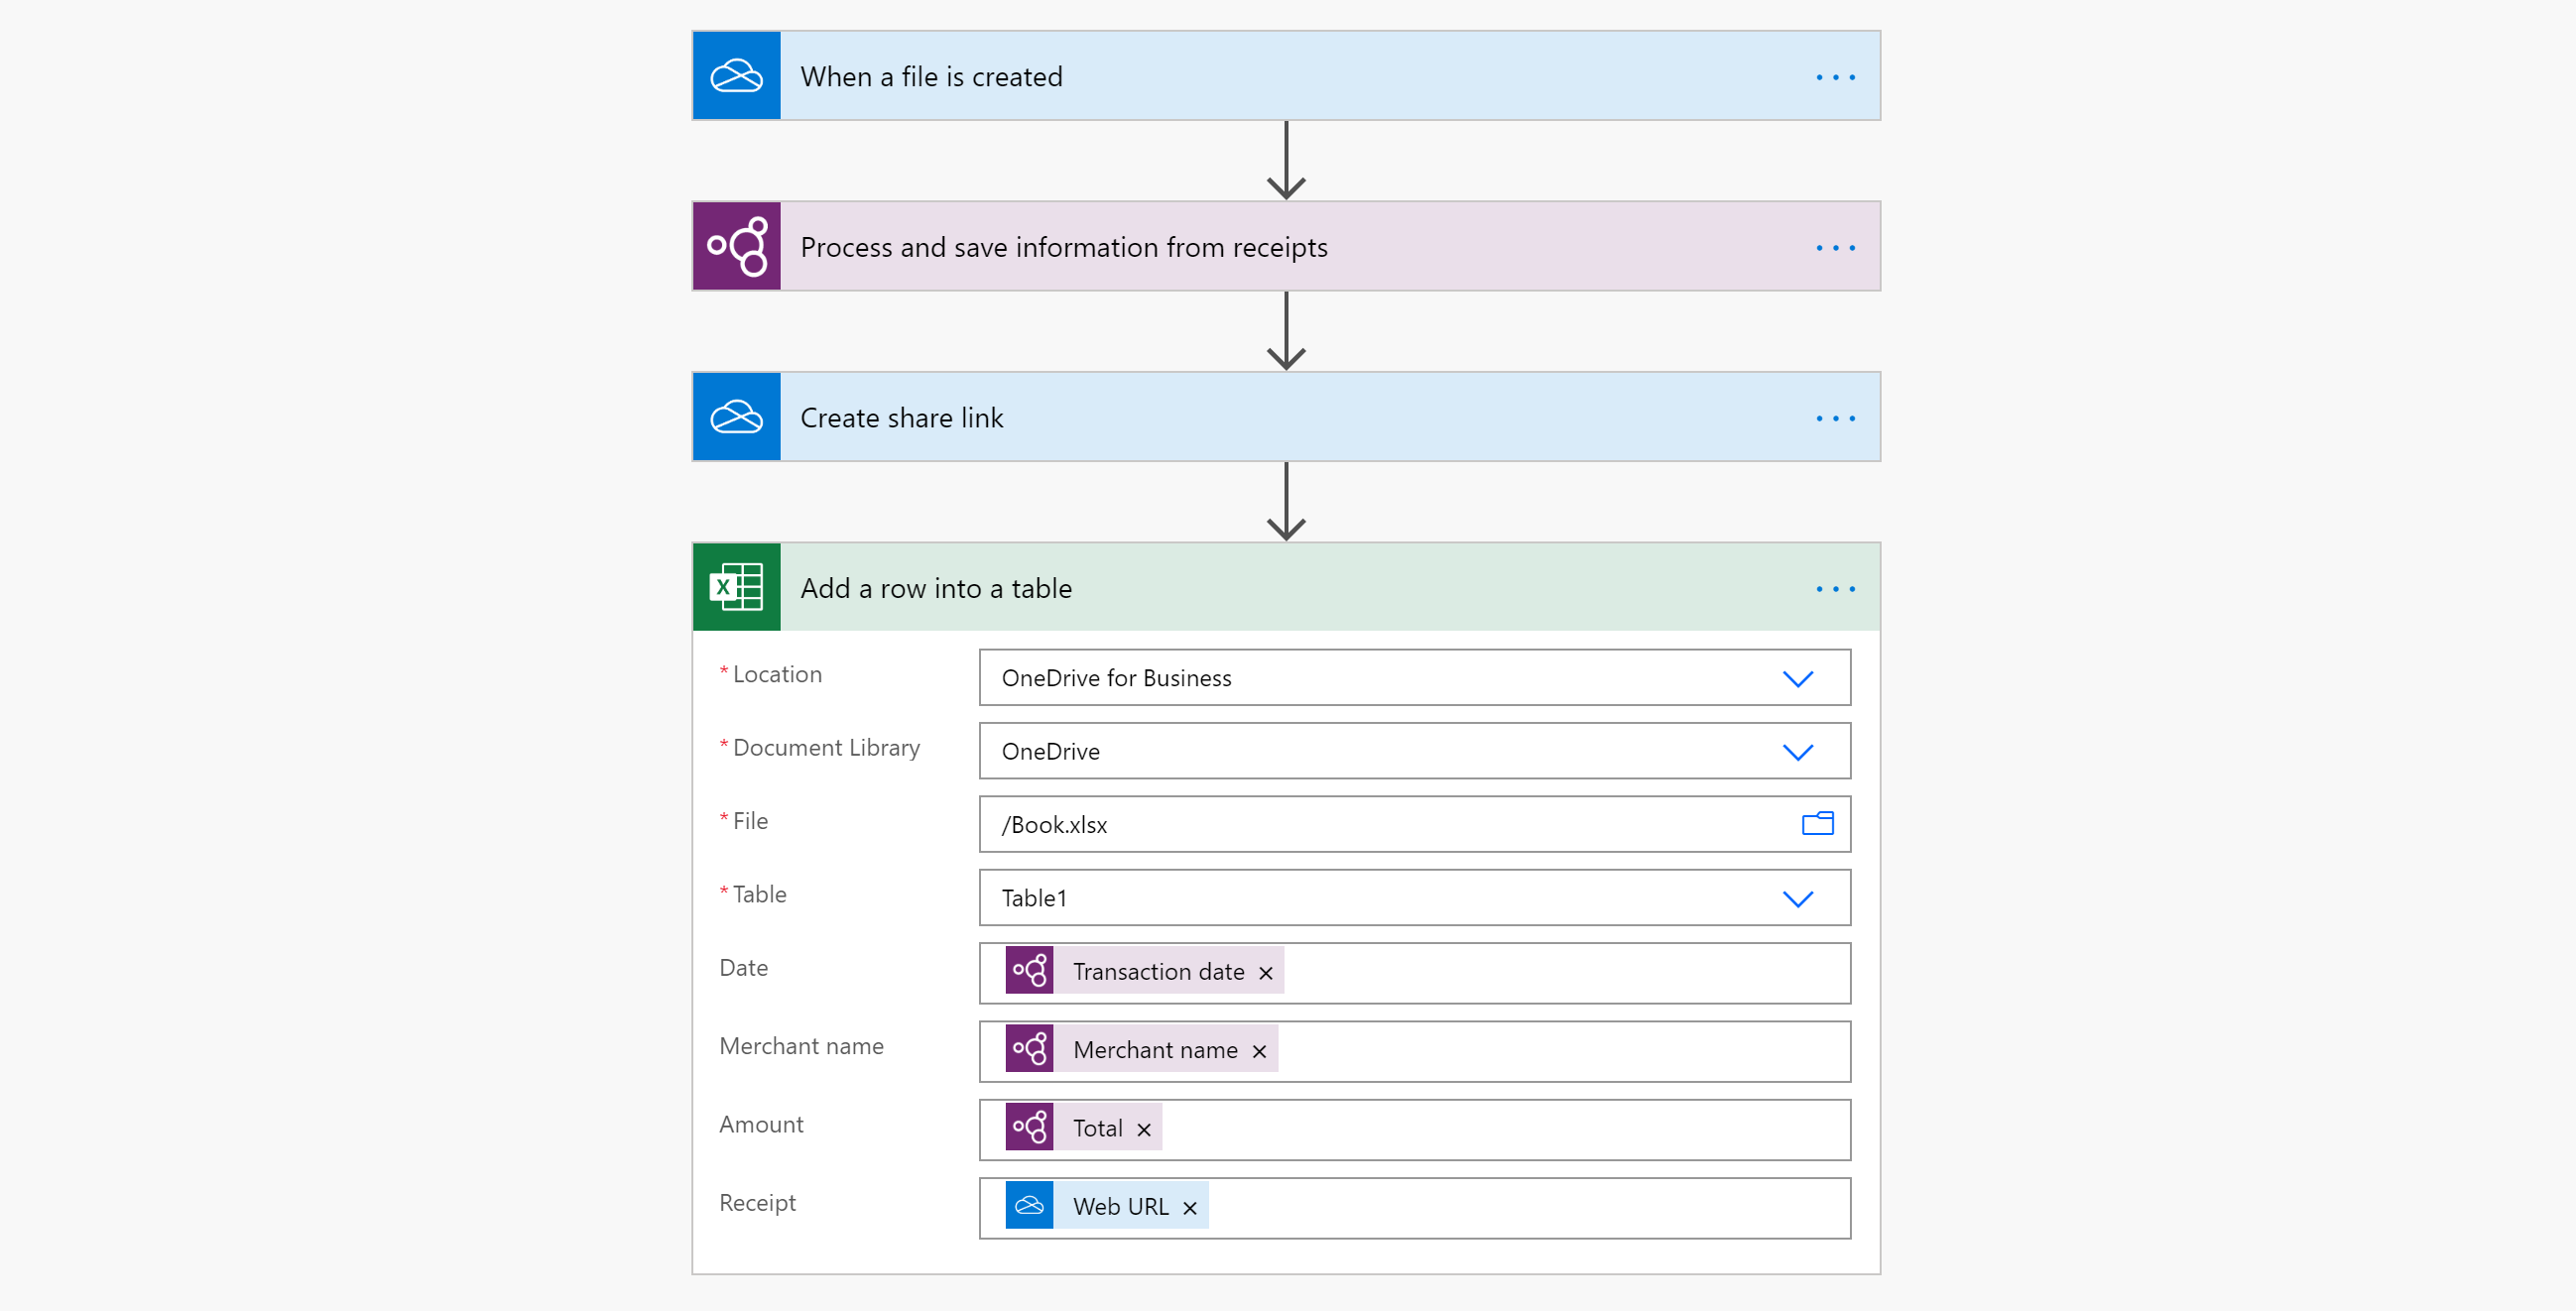 When a file is created
Process and save information from receipts
Create share link
X
Add a row into a table
* Location
OneDrive for Business
* Document Library
OneDrive
* File
/Book.xlsx
* Table
Table1
Date
Transaction date ×
Merchant name
Merchant name ×
Amount
Total ×
Receipt
Web URL ×